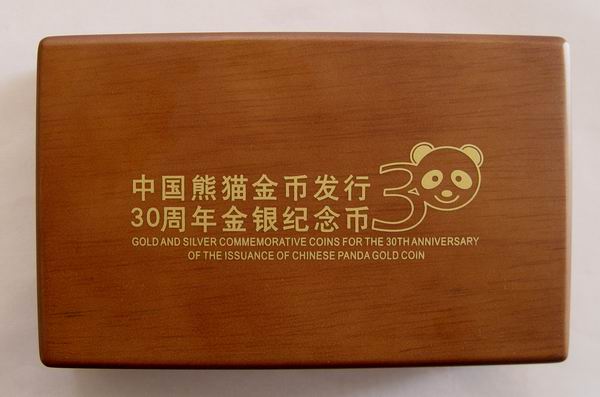 中国熊猫金币发行
30周年金银纪念币
30
GOLD AND SILVER COMMEMORATIVE COINS FOR THE 30TH ANNIVERSARY
OF THE ISSUANCE OF CHINESE PANDA GOLD COIN